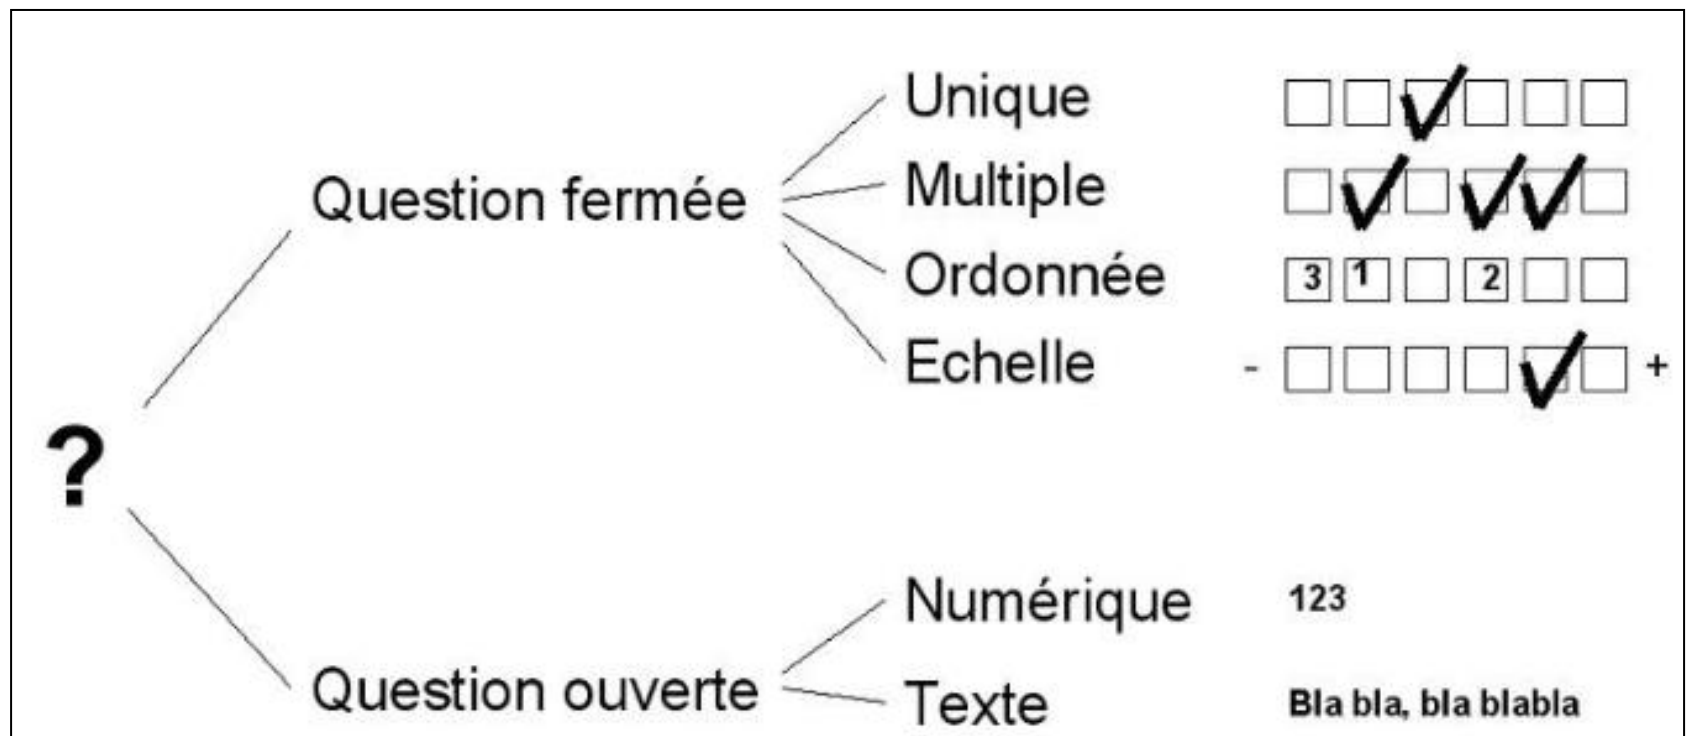 Unique
Question fermée
Multiple
Ordonnée
3 1 2
Echelle
- +
?
Numérique
123
Question ouverte
Texte
Bla bla, bla blabla